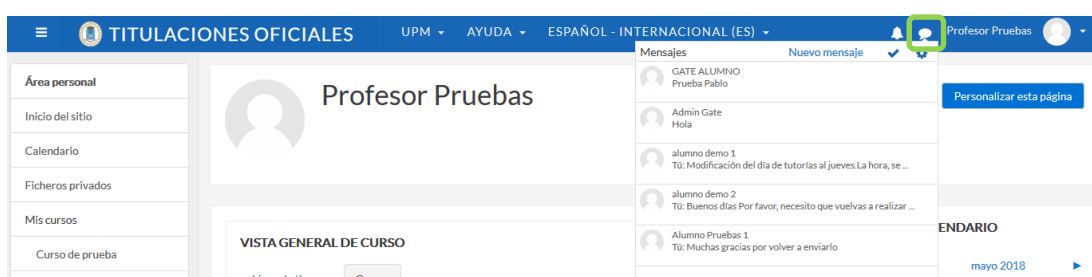 TITULACIONES OFICIALES
UPM
AYUDA
ESPAÑOL - INTERNACIONAL (ES)
Profesor Pruebas
Mensajes
Nuevo mensaje
GATE ALUMNO
Prueba Pablo
Admin Gate
Hola
alumno demo 1
Tú: Modificación del día de tutorías al jueves.La hora, se ...
alumno demo 2
Tú: Buenos días Por favor, necesito que vuelvas a realizar ...
Alumno Pruebas 1
Tú: Muchas gracias por volver a enviarlo
Área personal
Inicio del sitio
Calendario
Ficheros privados
Mis cursos
Curso de prueba
Profesor Pruebas
Personalizar esta página
VISTA GENERAL DE CURSO
ENDARIO
mayo 2018